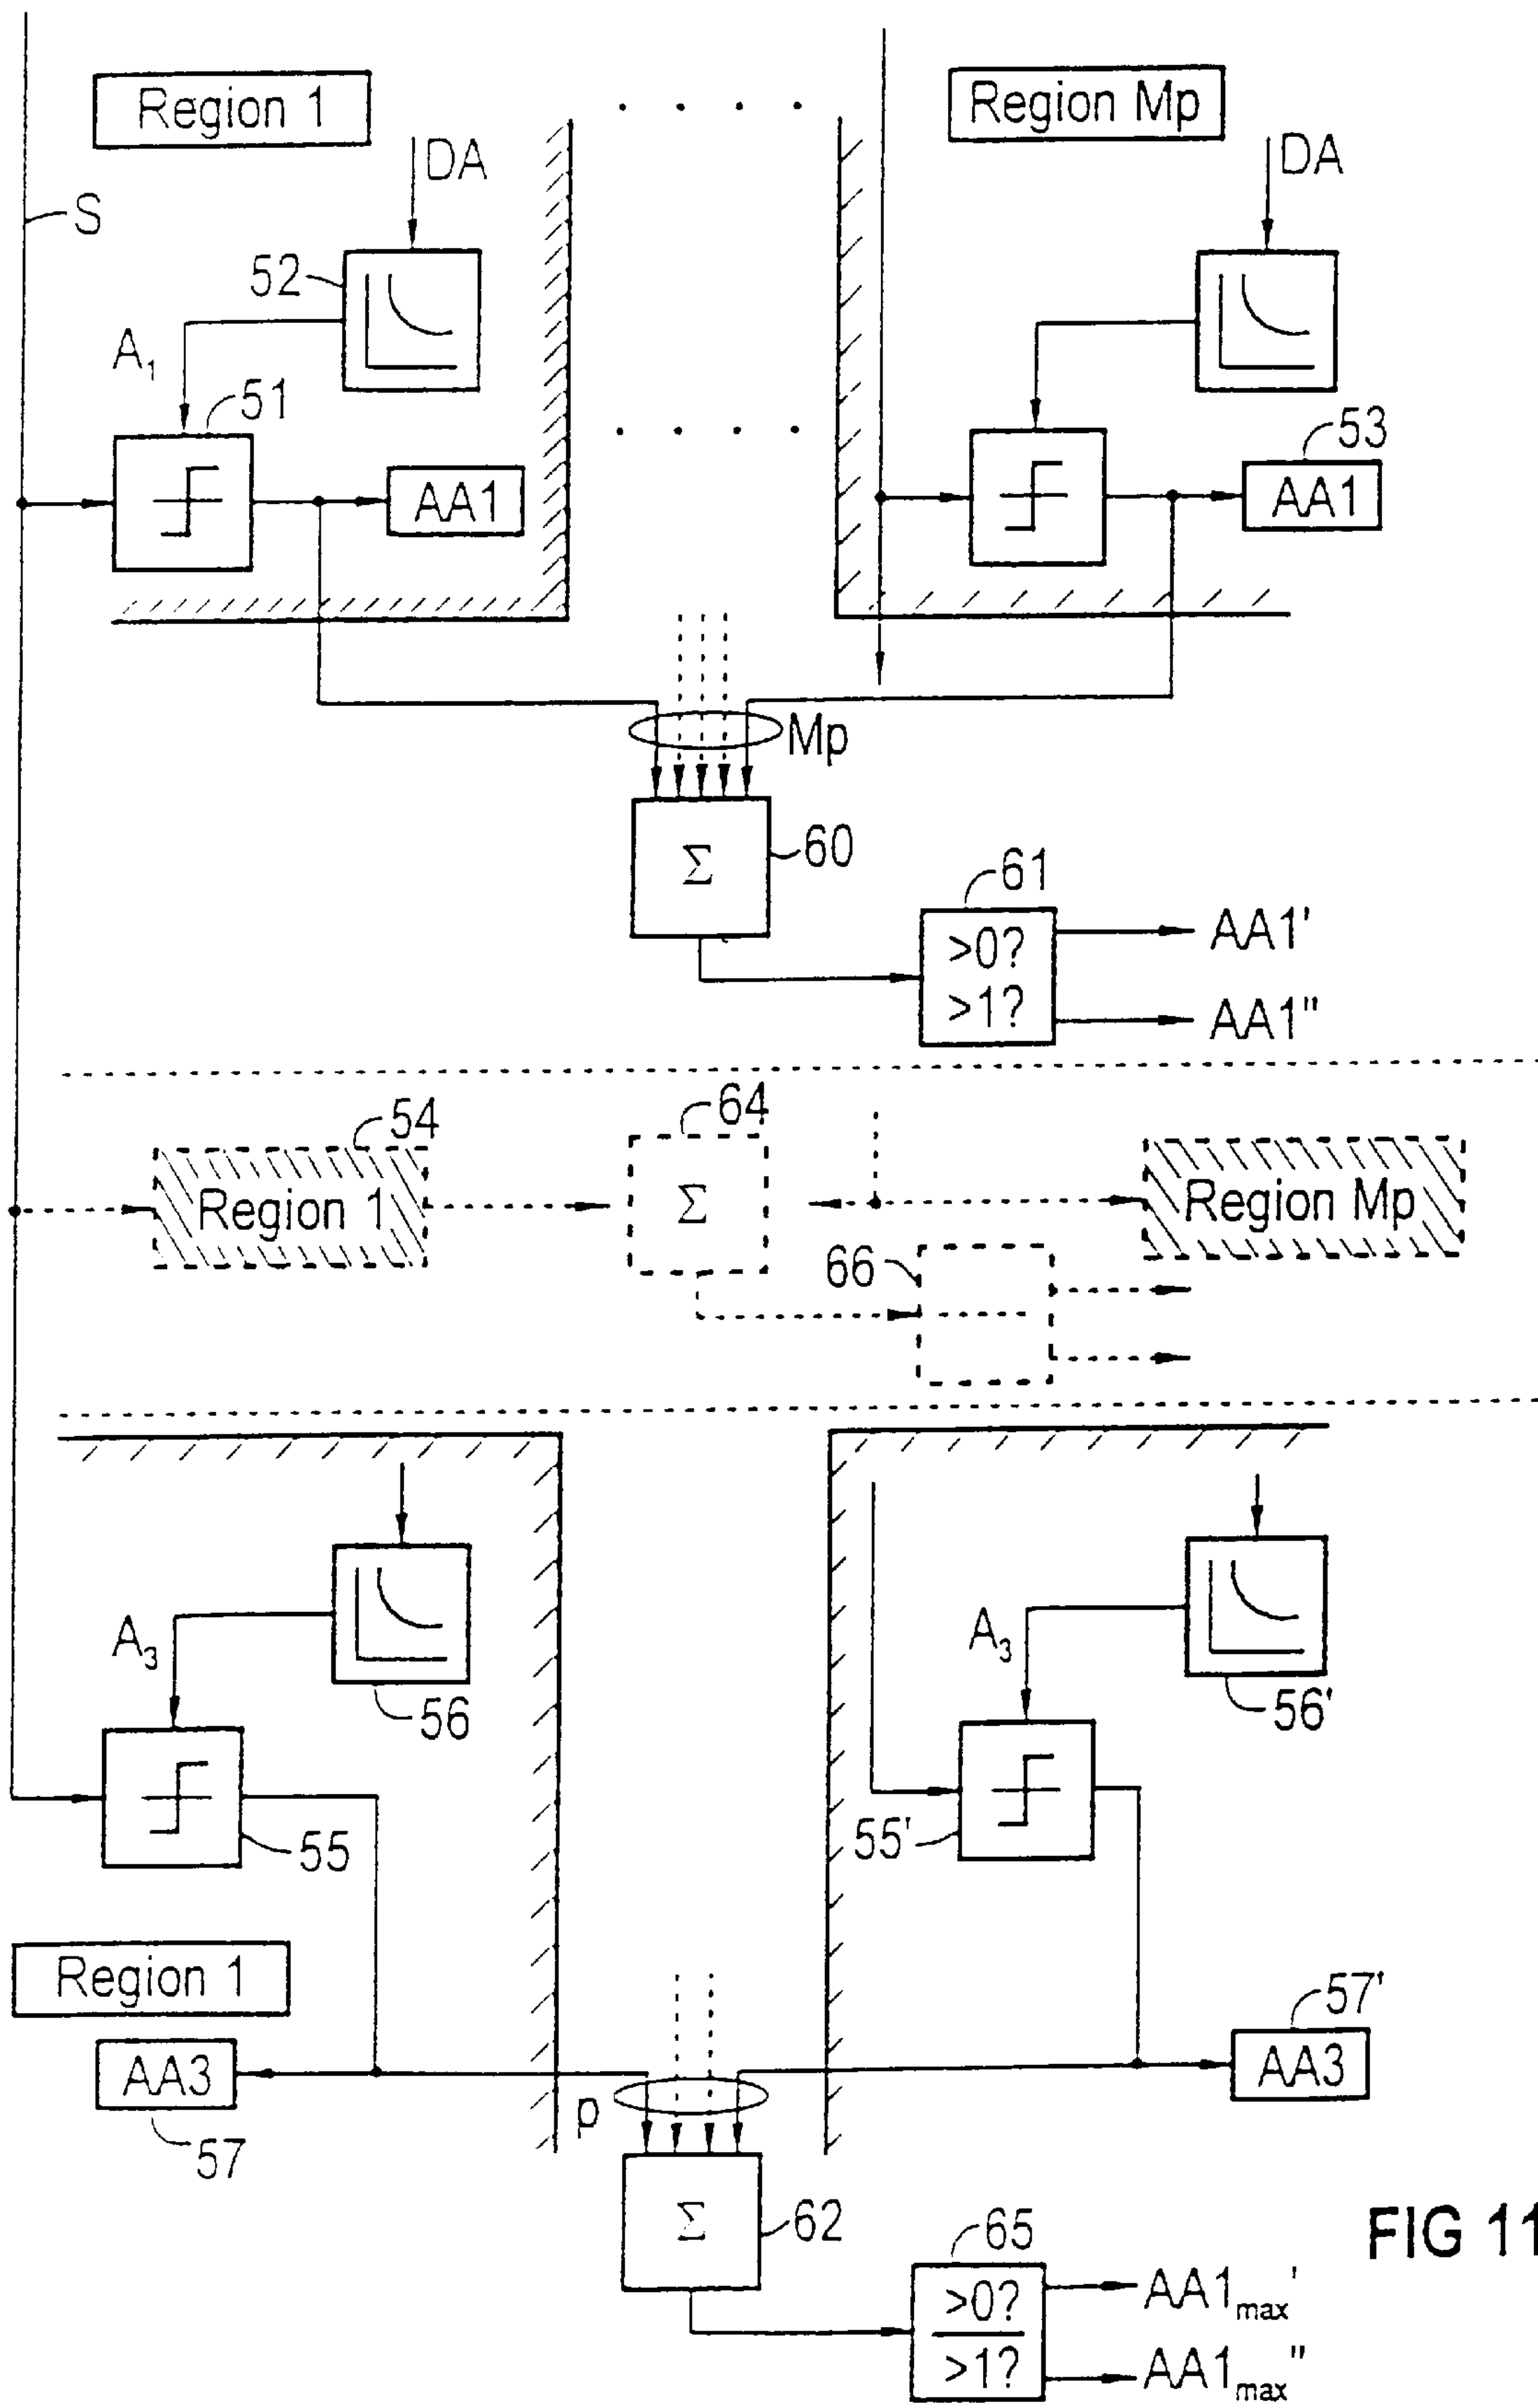 Region 1
Region Mp
DA
DA
S
52
A₁
51
53
AA1
AA1
Mp
Σ
60
61
>0?
>1?
AA1'
AA1"
54
64
Region 1
Σ
Region Mp
66
A₃
A₃
56
56'
55
55'
Region 1
57'
AA3
AA3
p
57
Σ
62
65
FIG 11
>0?
>1?
AA1max'
AA1max"